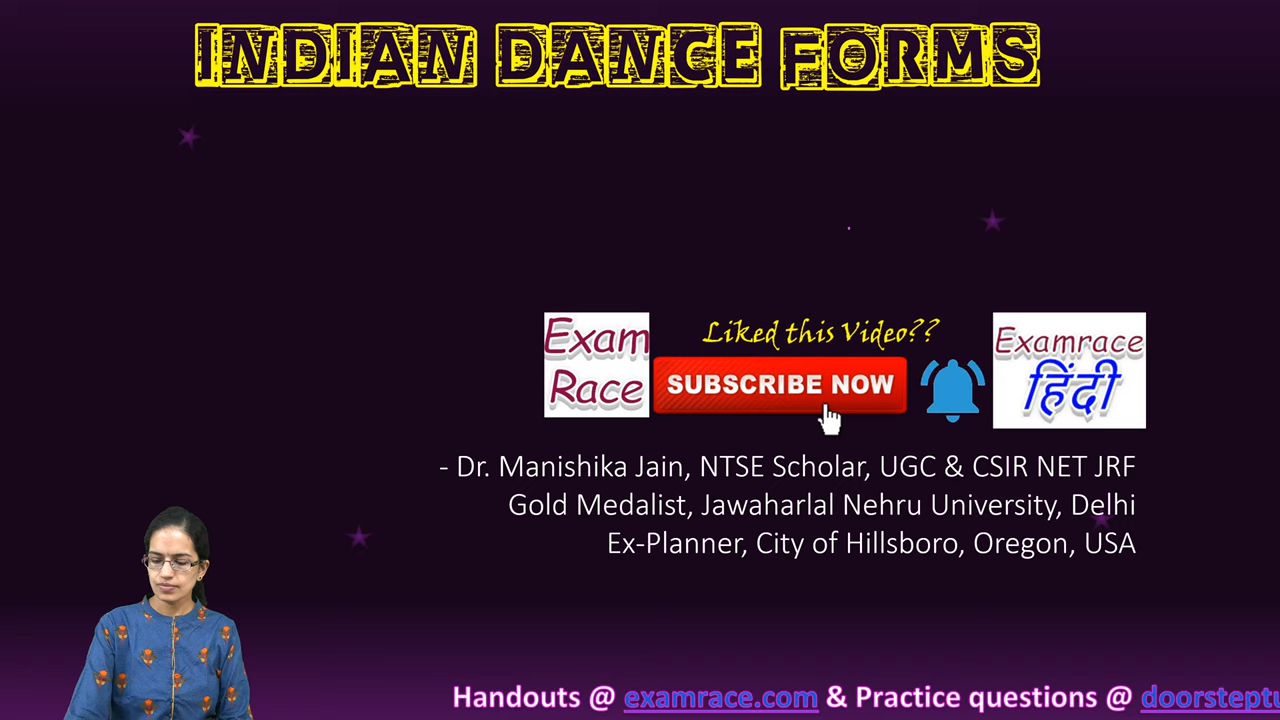 INDIAN DANCE FORMS
Liked this Video??
Exam
Race
SUBSCRIBE NOW
Examrace
हिंदी
- Dr. Manishika Jain, NTSE Scholar, UGC & CSIR NET JRF
Gold Medalist, Jawaharlal Nehru University, Delhi
Ex-Planner, City of Hillsboro, Oregon, USA
Handouts @ examrace.com & Practice questions @